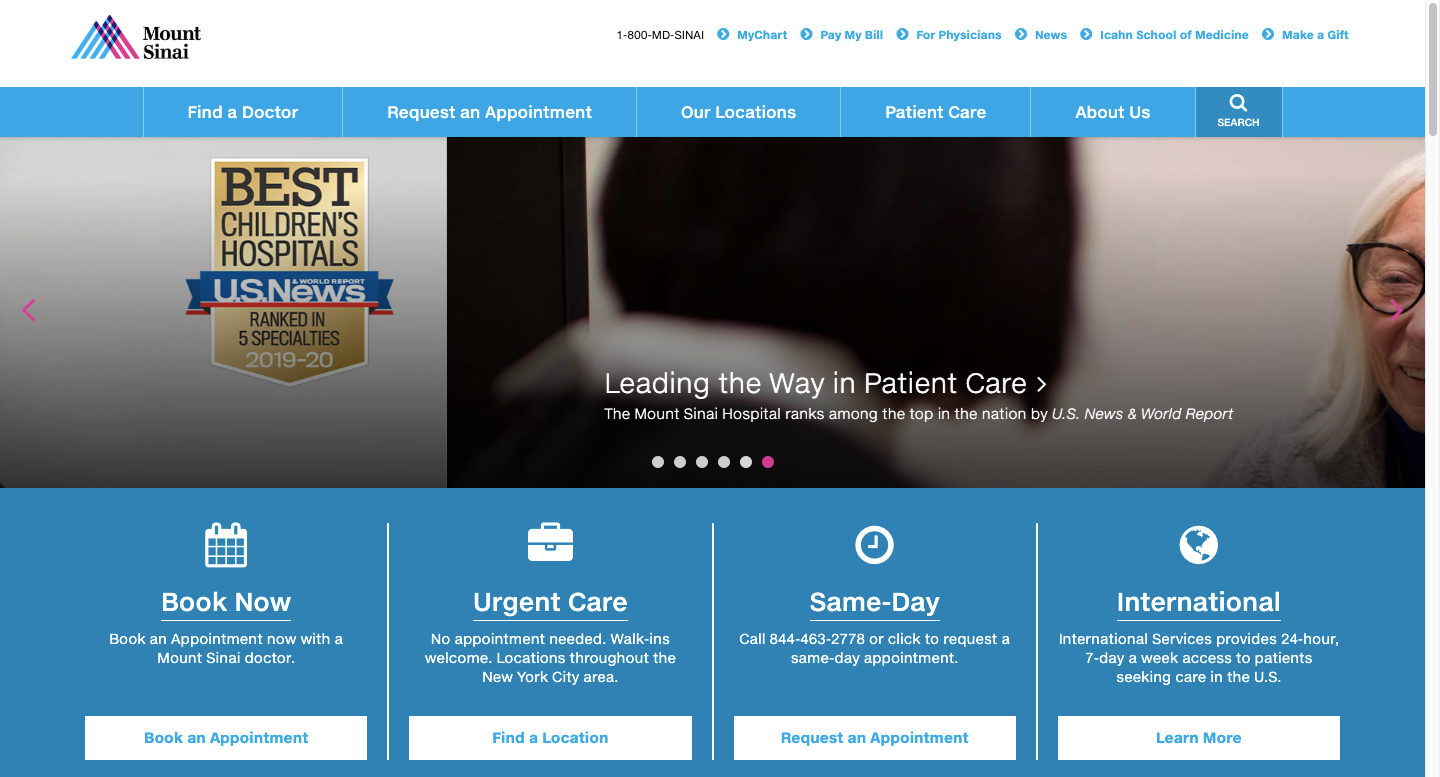 Mount
Sinai
1-800-MD-SINAI MyChart Pay My Bill For Physicians News Icahn School of Medicine Make a Gift
Find a Doctor Request an Appointment Our Locations Patient Care About Us SEARCH
BEST
CHILDREN'S
HOSPITALS
U.S.News & WORLD REPORT
RANKED IN
5 SPECIALTIES
2019-20
Leading the Way in Patient Care
The Mount Sinai Hospital ranks among the top in the nation by U.S. News & World Report
Book Now
Book an Appointment now with a
Mount Sinai doctor.
Book an Appointment
Urgent Care
No appointment needed. Walk-ins
welcome. Locations throughout the
New York City area.
Find a Location
Same-Day
Call 844-463-2778 or click to request a
same-day appointment.
Request an Appointment
International
International Services provides 24-hour,
7-day a week access to patients
seeking care in the U.S.
Learn More